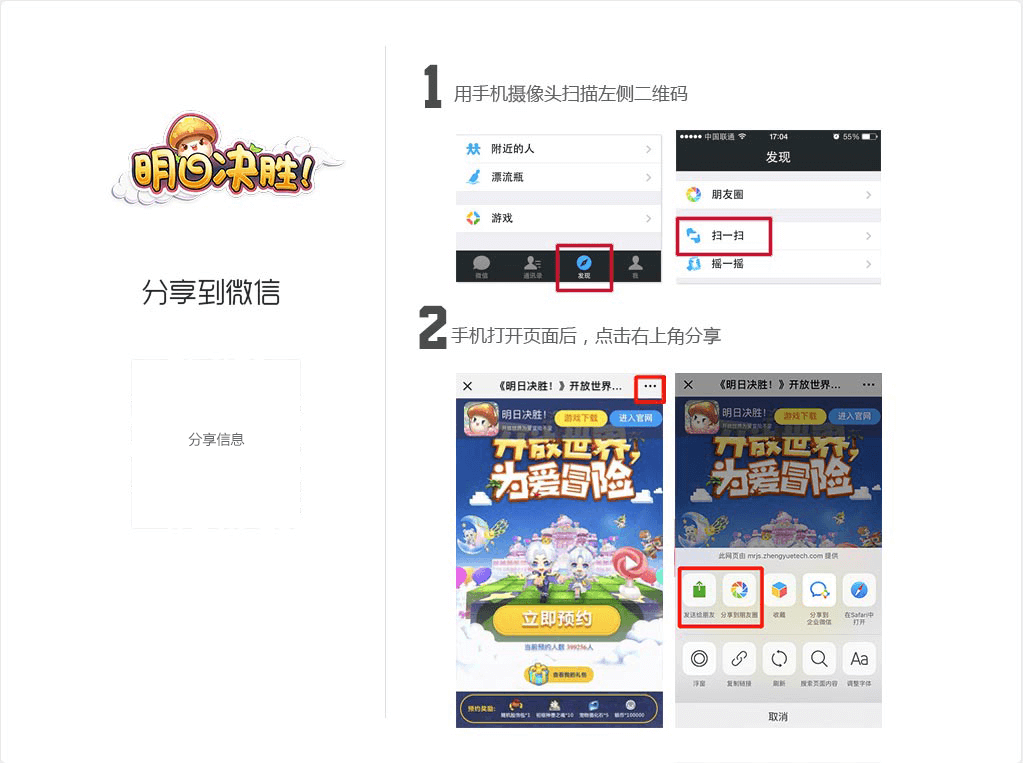 明日决胜!
分享到微信
分享信息
1 用手机摄像头扫描左侧二维码
附近的人
漂流瓶
游戏
微信 通讯录 发现 我
中国联通 17:04 55%
发现
朋友圈
扫一扫
摇一摇
2 手机打开页面后，点击右上角分享
《明日决胜！》开放世界...
明日决胜!
游戏下载 进入官网
开放世界为爱冒险不止
开放世界,
为爱冒险
立即预约
当前预约人数 399256人
查看我的礼包
预约奖励:
《明日决胜！》开放世界...
明日决胜!
游戏下载 进入官网
开放世界,
为爱冒险
此网页由 mrjs.zhengyuetech.com 提供
发送给朋友 分享到朋友圈 收藏 分享到企业微信 在Safari中打开
浮窗 复制链接 刷新 搜索页面内容 调整字体
Aa
取消